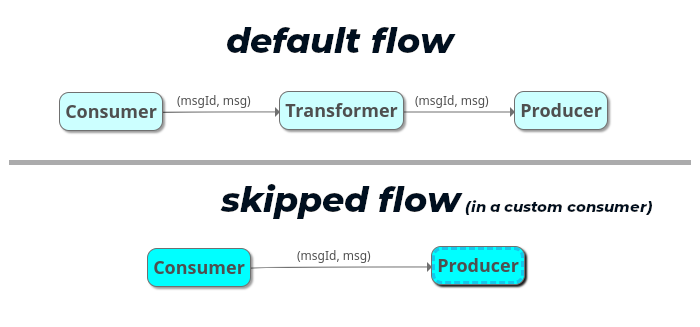 default flow
Consumer (msgId, msg) Transformer (msgId, msg) Producer
skipped flow (in a custom consumer)
Consumer (msgId, msg) Producer